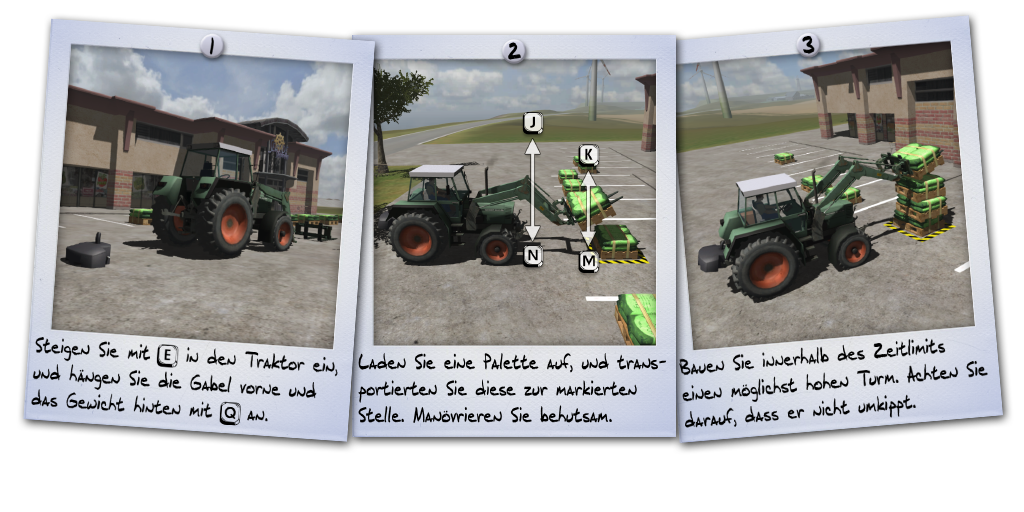 1
Steigen Sie mit E in den Traktor ein,
und hängen Sie die Gabel vorne und
das Gewicht hinten mit Q an.
2
J
K
N
M
Laden Sie eine Palette auf, und trans-
portierten Sie diese zur markierten
Stelle. Manövrieren Sie behutsam.
3
Bauen Sie innerhalb des Zeitlimits
einen möglichst hohen Turm. Achten Sie
darauf, dass er nicht umkippt.